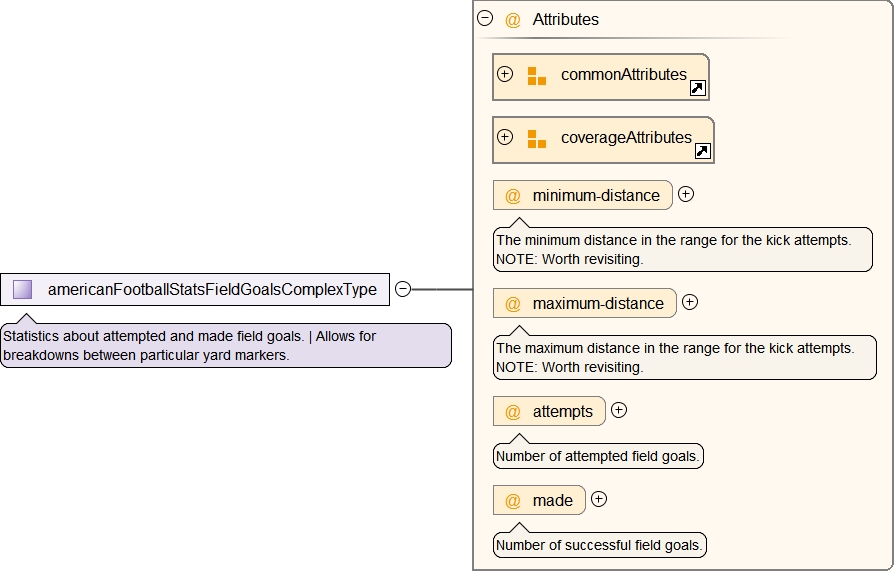 @ Attributes
commonAttributes
coverageAttributes
@ minimum-distance
The minimum distance in the range for the kick attempts.
NOTE: Worth revisiting.
americanFootballStatsFieldGoalsComplexType
Statistics about attempted and made field goals. | Allows for
breakdowns between particular yard markers.
@ maximum-distance
The maximum distance in the range for the kick attempts.
NOTE: Worth revisiting.
@ attempts
Number of attempted field goals.
@ made
Number of successful field goals.